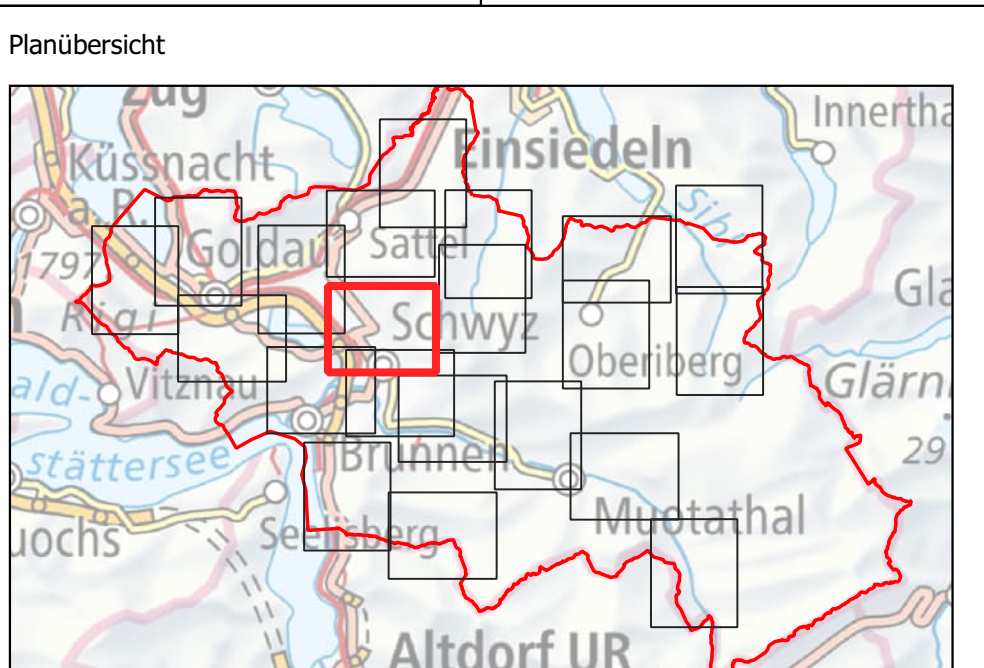 Planübersicht
Zug
Innertha
Einsiedeln
Küssnacht
a. R.
Sihl
Goldau
Sattel
1797
Rigi
Gla
Schwyz
Oberiberg
Vitznau
ald-
Glärni
29
Brunnen
stättersee
Muotathal
uochs
Seelisberg
Altdorf UR